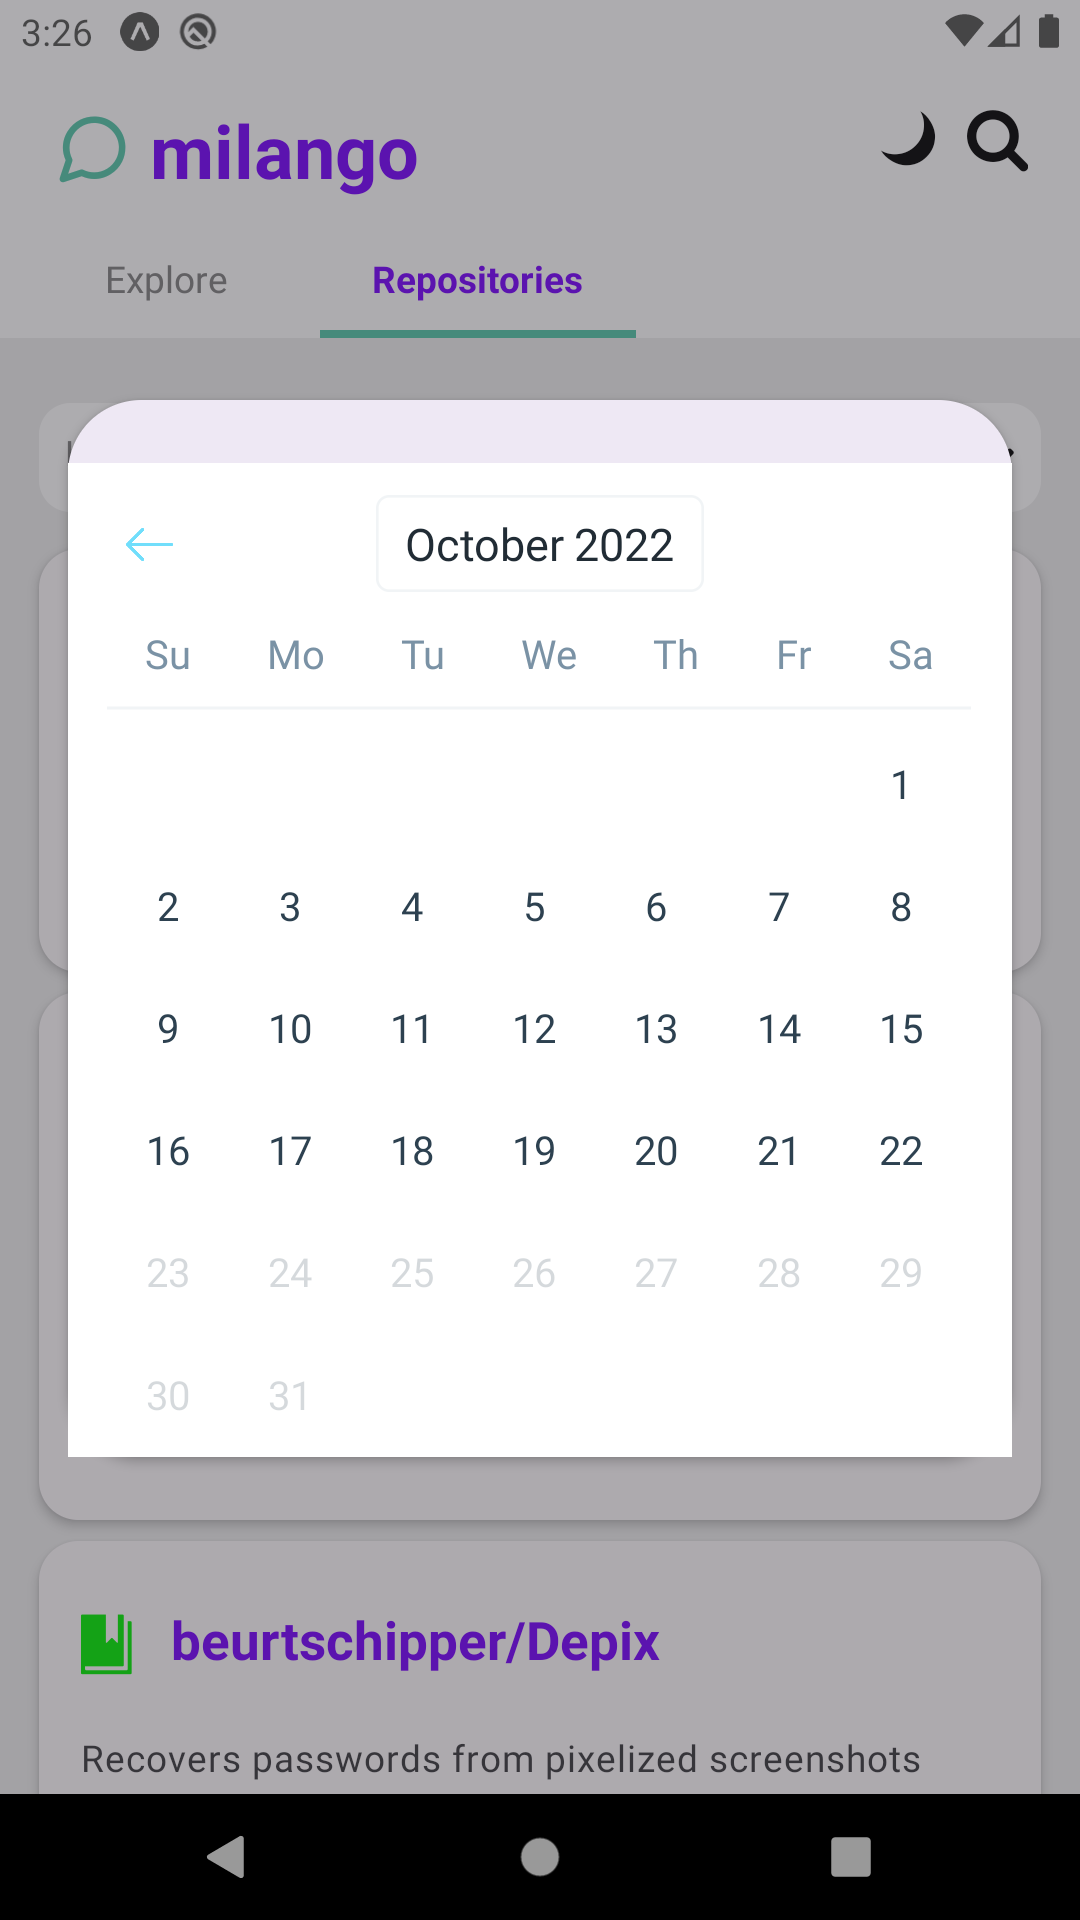 3:26
milango
Explore Repositories
October 2022
Su Mo Tu We Th Fr Sa
1
2 3 4 5 6 7 8
9 10 11 12 13 14 15
16 17 18 19 20 21 22
23 24 25 26 27 28 29
30 31
beurtschipper/Depix
Recovers passwords from pixelized screenshots